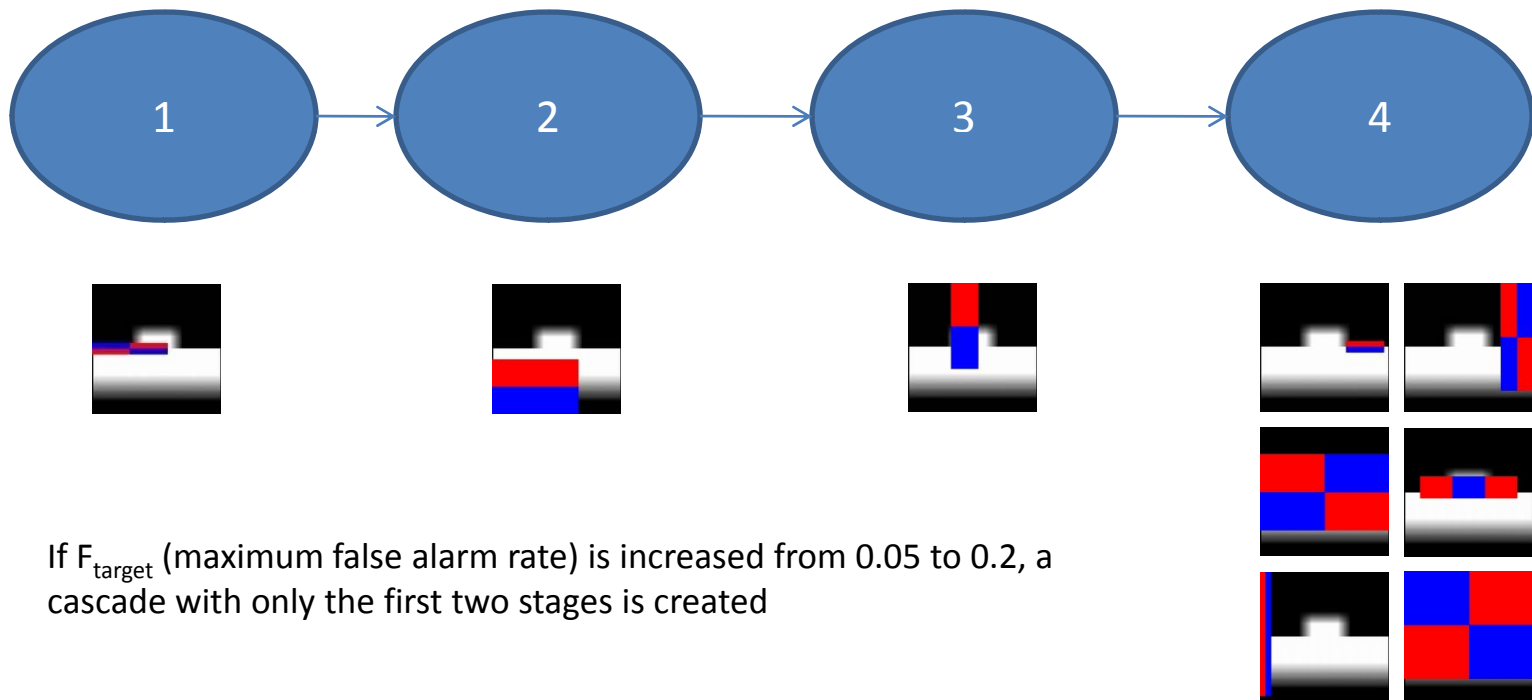 1
2
3
4
If Ftarget (maximum false alarm rate) is increased from 0.05 to 0.2, a
cascade with only the first two stages is created